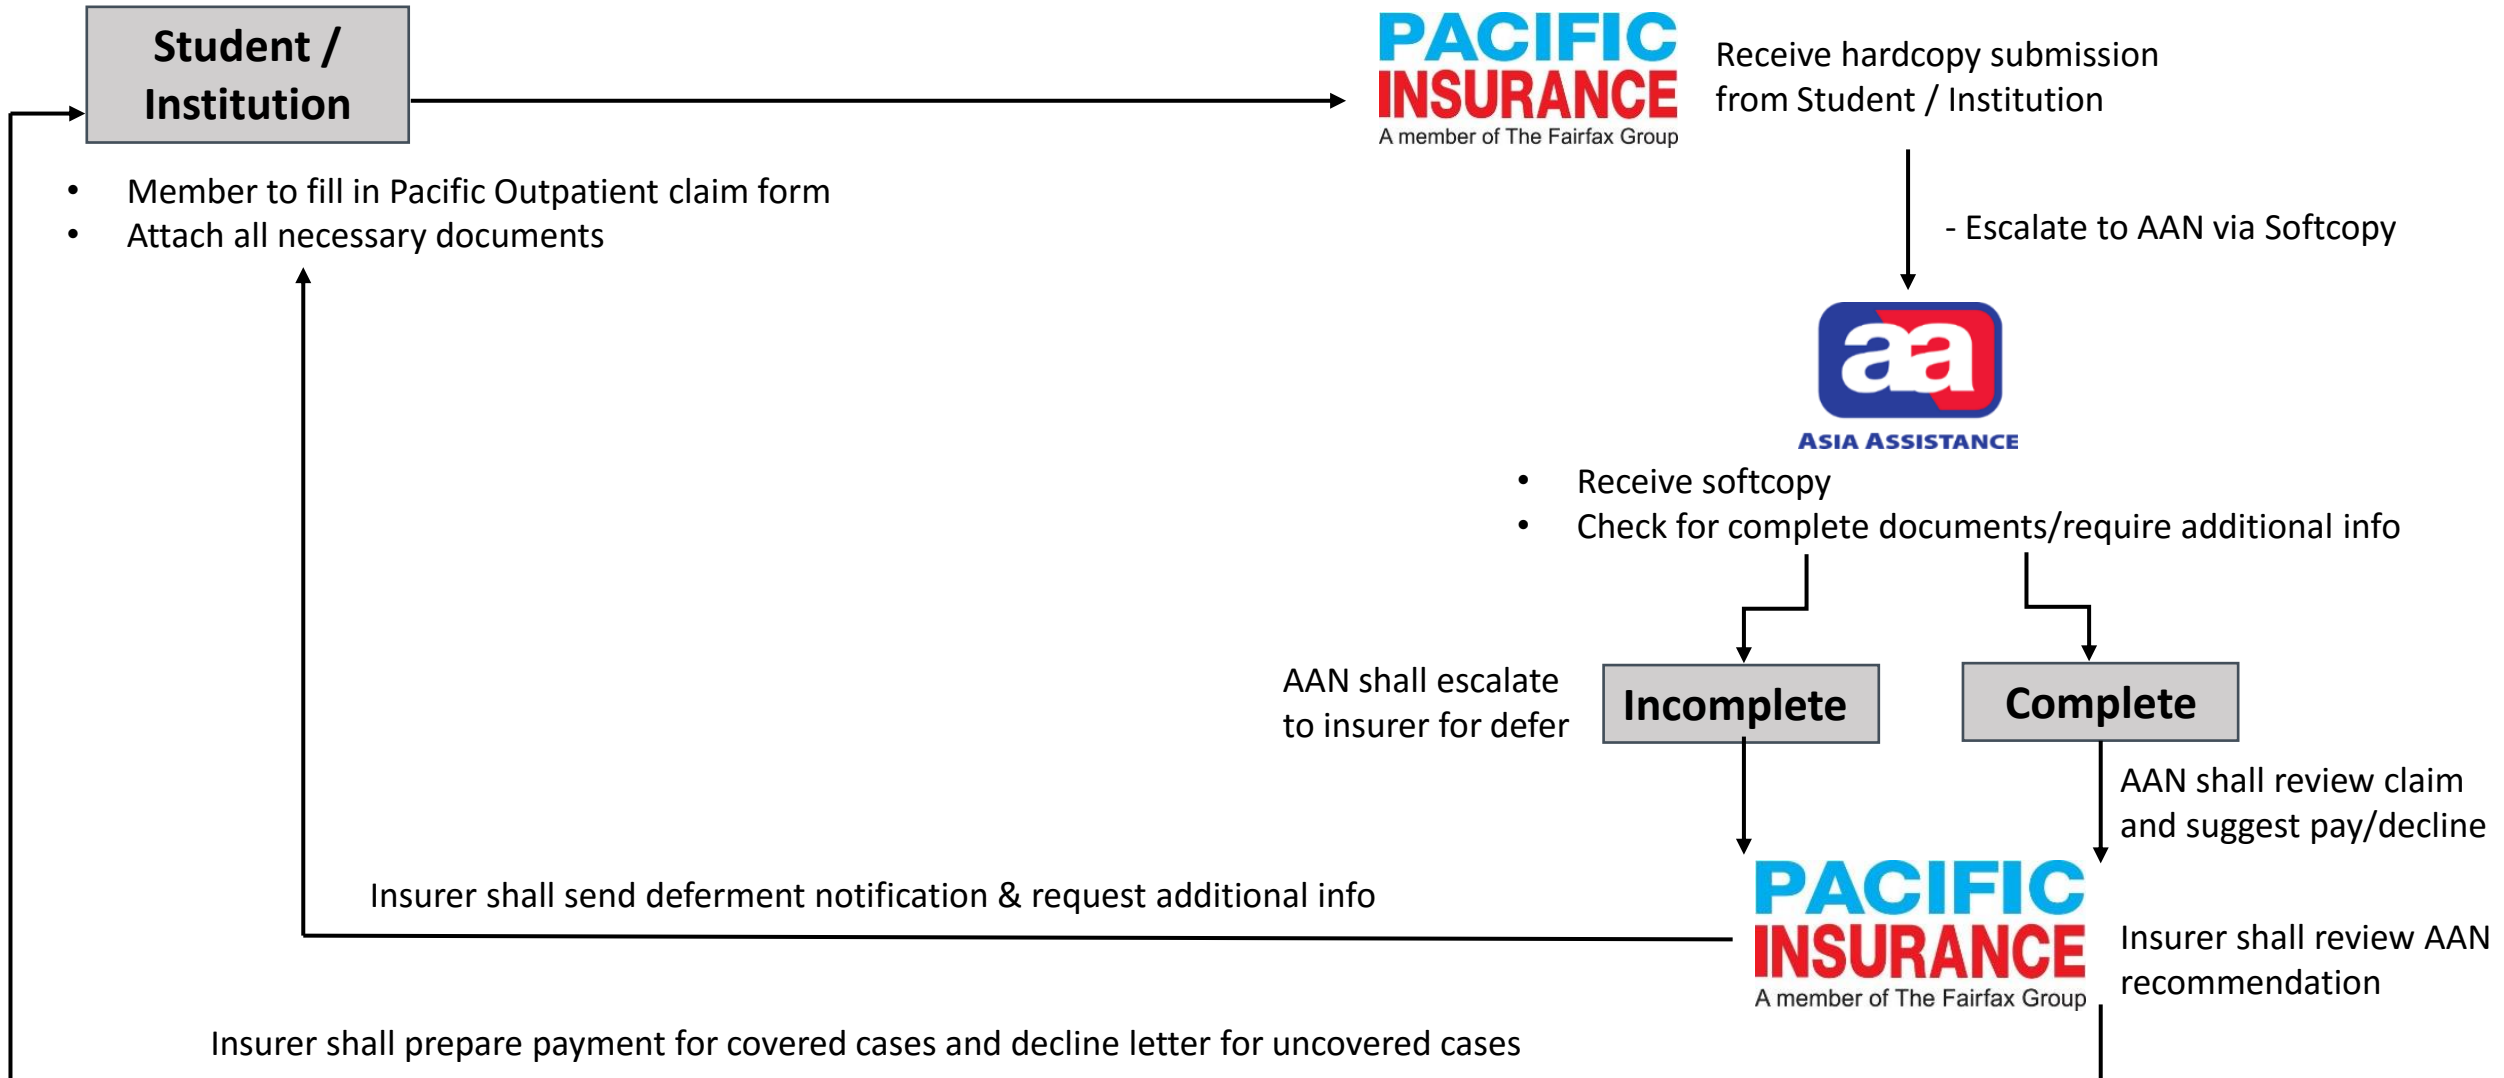 Student /
Institution
PACIFIC
INSURANCE
A member of The Fairfax Group
Receive hardcopy submission
from Student / Institution
• Member to fill in Pacific Outpatient claim form
• Attach all necessary documents
- Escalate to AAN via Softcopy
aa
ASIA ASSISTANCE
• Receive softcopy
• Check for complete documents/require additional info
AAN shall escalate
to insurer for defer
Incomplete
Complete
AAN shall review claim
and suggest pay/decline
Insurer shall send deferment notification & request additional info
PACIFIC
INSURANCE
A member of The Fairfax Group
Insurer shall review AAN
recommendation
Insurer shall prepare payment for covered cases and decline letter for uncovered cases